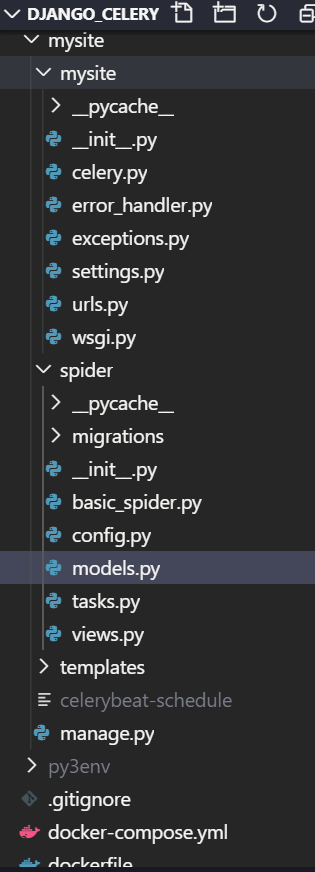 DJANGO_CELERY
mysite
mysite
__pycache__
__init__.py
celery.py
error_handler.py
exceptions.py
settings.py
urls.py
wsgi.py
spider
__pycache__
migrations
__init__.py
basic_spider.py
config.py
models.py
tasks.py
views.py
templates
celerybeat-schedule
manage.py
py3env
.gitignore
docker-compose.yml
dockerfile